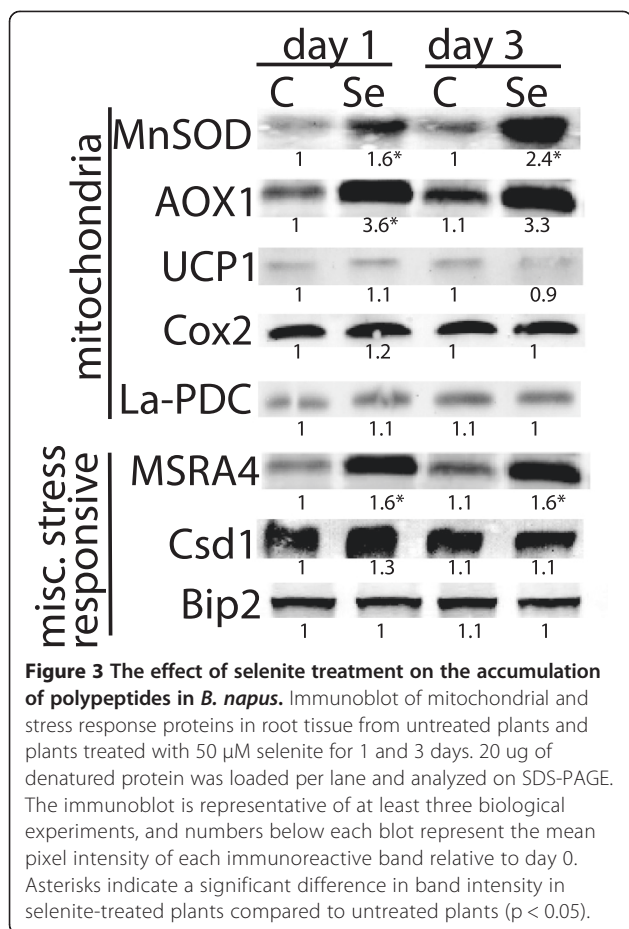 day 1 day 3
C Se C Se
mitochondria
MnSOD
1 1.6* 1 2.4*
AOX1
1 3.6* 1.1 3.3
UCP1
1 1.1 1 0.9
Cox2
1 1.2 1 1
La-PDC
1 1.1 1.1 1
misc. stress
responsive
MSRA4
1 1.6* 1.1 1.6*
Csd1
1 1.3 1.1 1.1
Bip2
1 1 1.1 1
Figure 3 The effect of selenite treatment on the accumulation
of polypeptides in B. napus. Immunoblot of mitochondrial and
stress response proteins in root tissue from untreated plants and
plants treated with 50 μM selenite for 1 and 3 days. 20 ug of
denatured protein was loaded per lane and analyzed on SDS-PAGE.
The immunoblot is representative of at least three biological
experiments, and numbers below each blot represent the mean
pixel intensity of each immunoreactive band relative to day 0.
Asterisks indicate a significant difference in band intensity in
selenite-treated plants compared to untreated plants (p < 0.05).